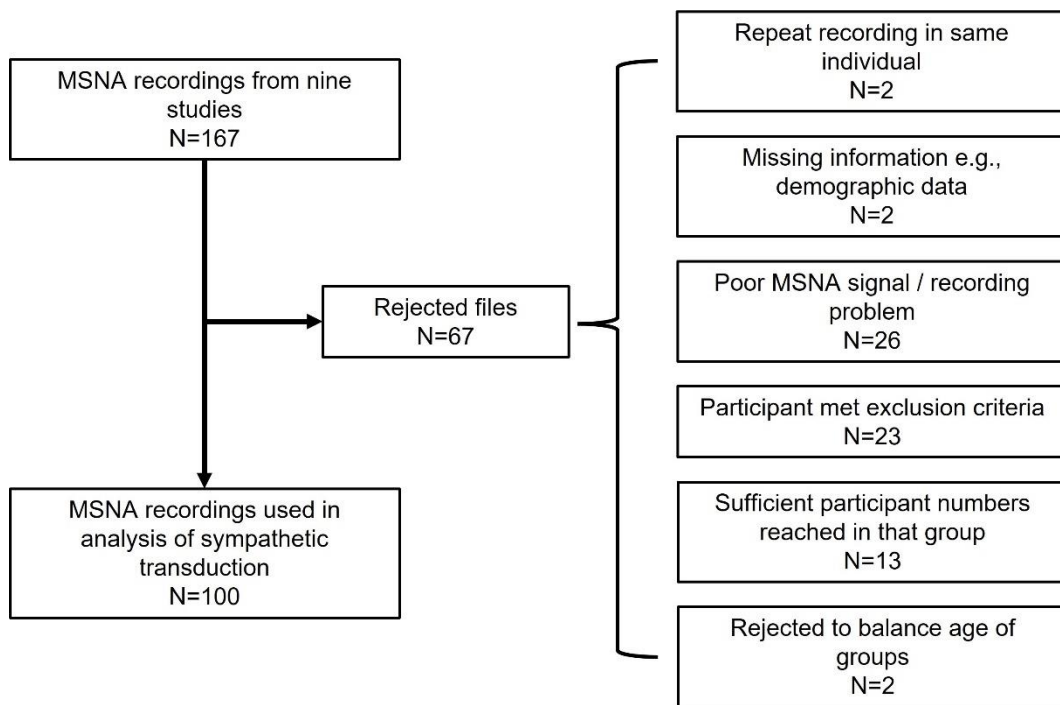 MSNA recordings from nine
studies
N=167
Rejected files
N=67
MSNA recordings used in
analysis of sympathetic
transduction
N=100
Repeat recording in same
individual
N=2
Missing information e.g.,
demographic data
N=2
Poor MSNA signal / recording
problem
N=26
Participant met exclusion criteria
N=23
Sufficient participant numbers
reached in that group
N=13
Rejected to balance age of
groups
N=2